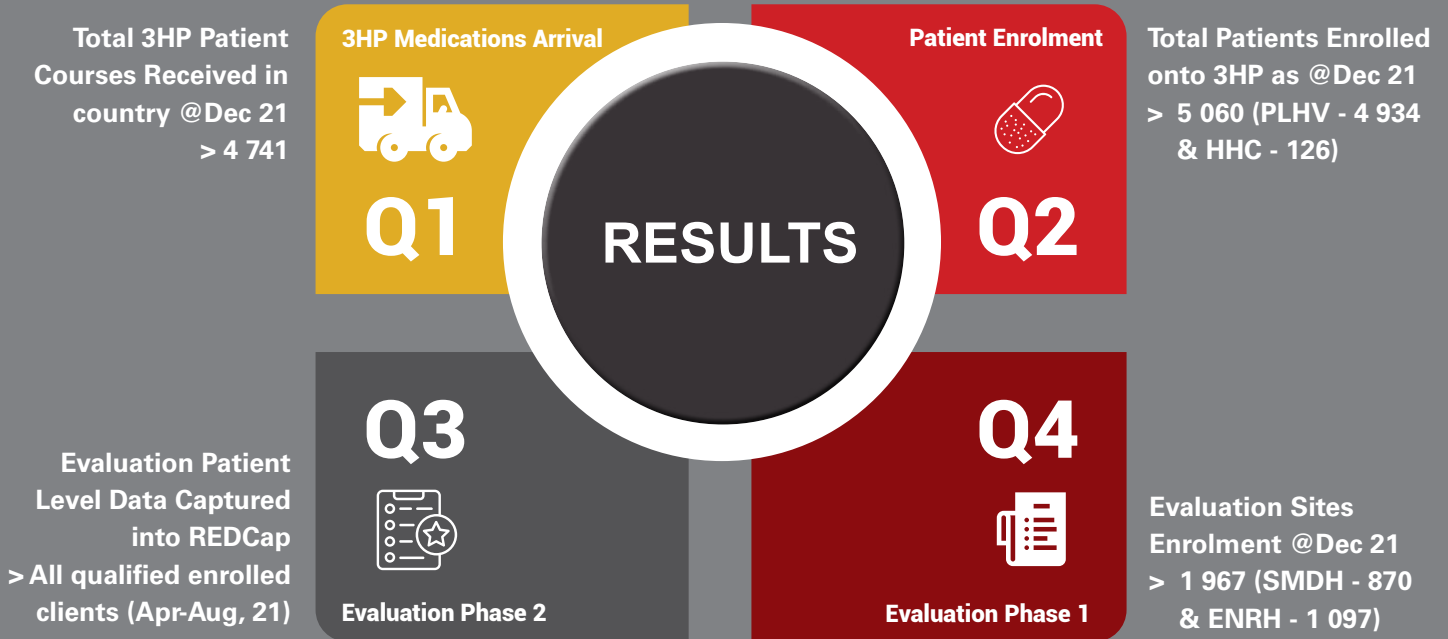 Total 3HP Patient
Courses Received in
country @Dec 21
> 4 741
3HP Medications Arrival
Q1
Patient Enrolment
Q2
Total Patients Enrolled
onto 3HP as @Dec 21
> 5 060 (PLHV - 4 934
& HHC - 126)
RESULTS
Evaluation Patient
Level Data Captured
into REDCap
> All qualified enrolled
clients (Apr-Aug, 21)
Q3
Evaluation Phase 2
Q4
Evaluation Phase 1
Evaluation Sites
Enrolment @Dec 21
> 1 967 (SMDH - 870
& ENRH - 1 097)